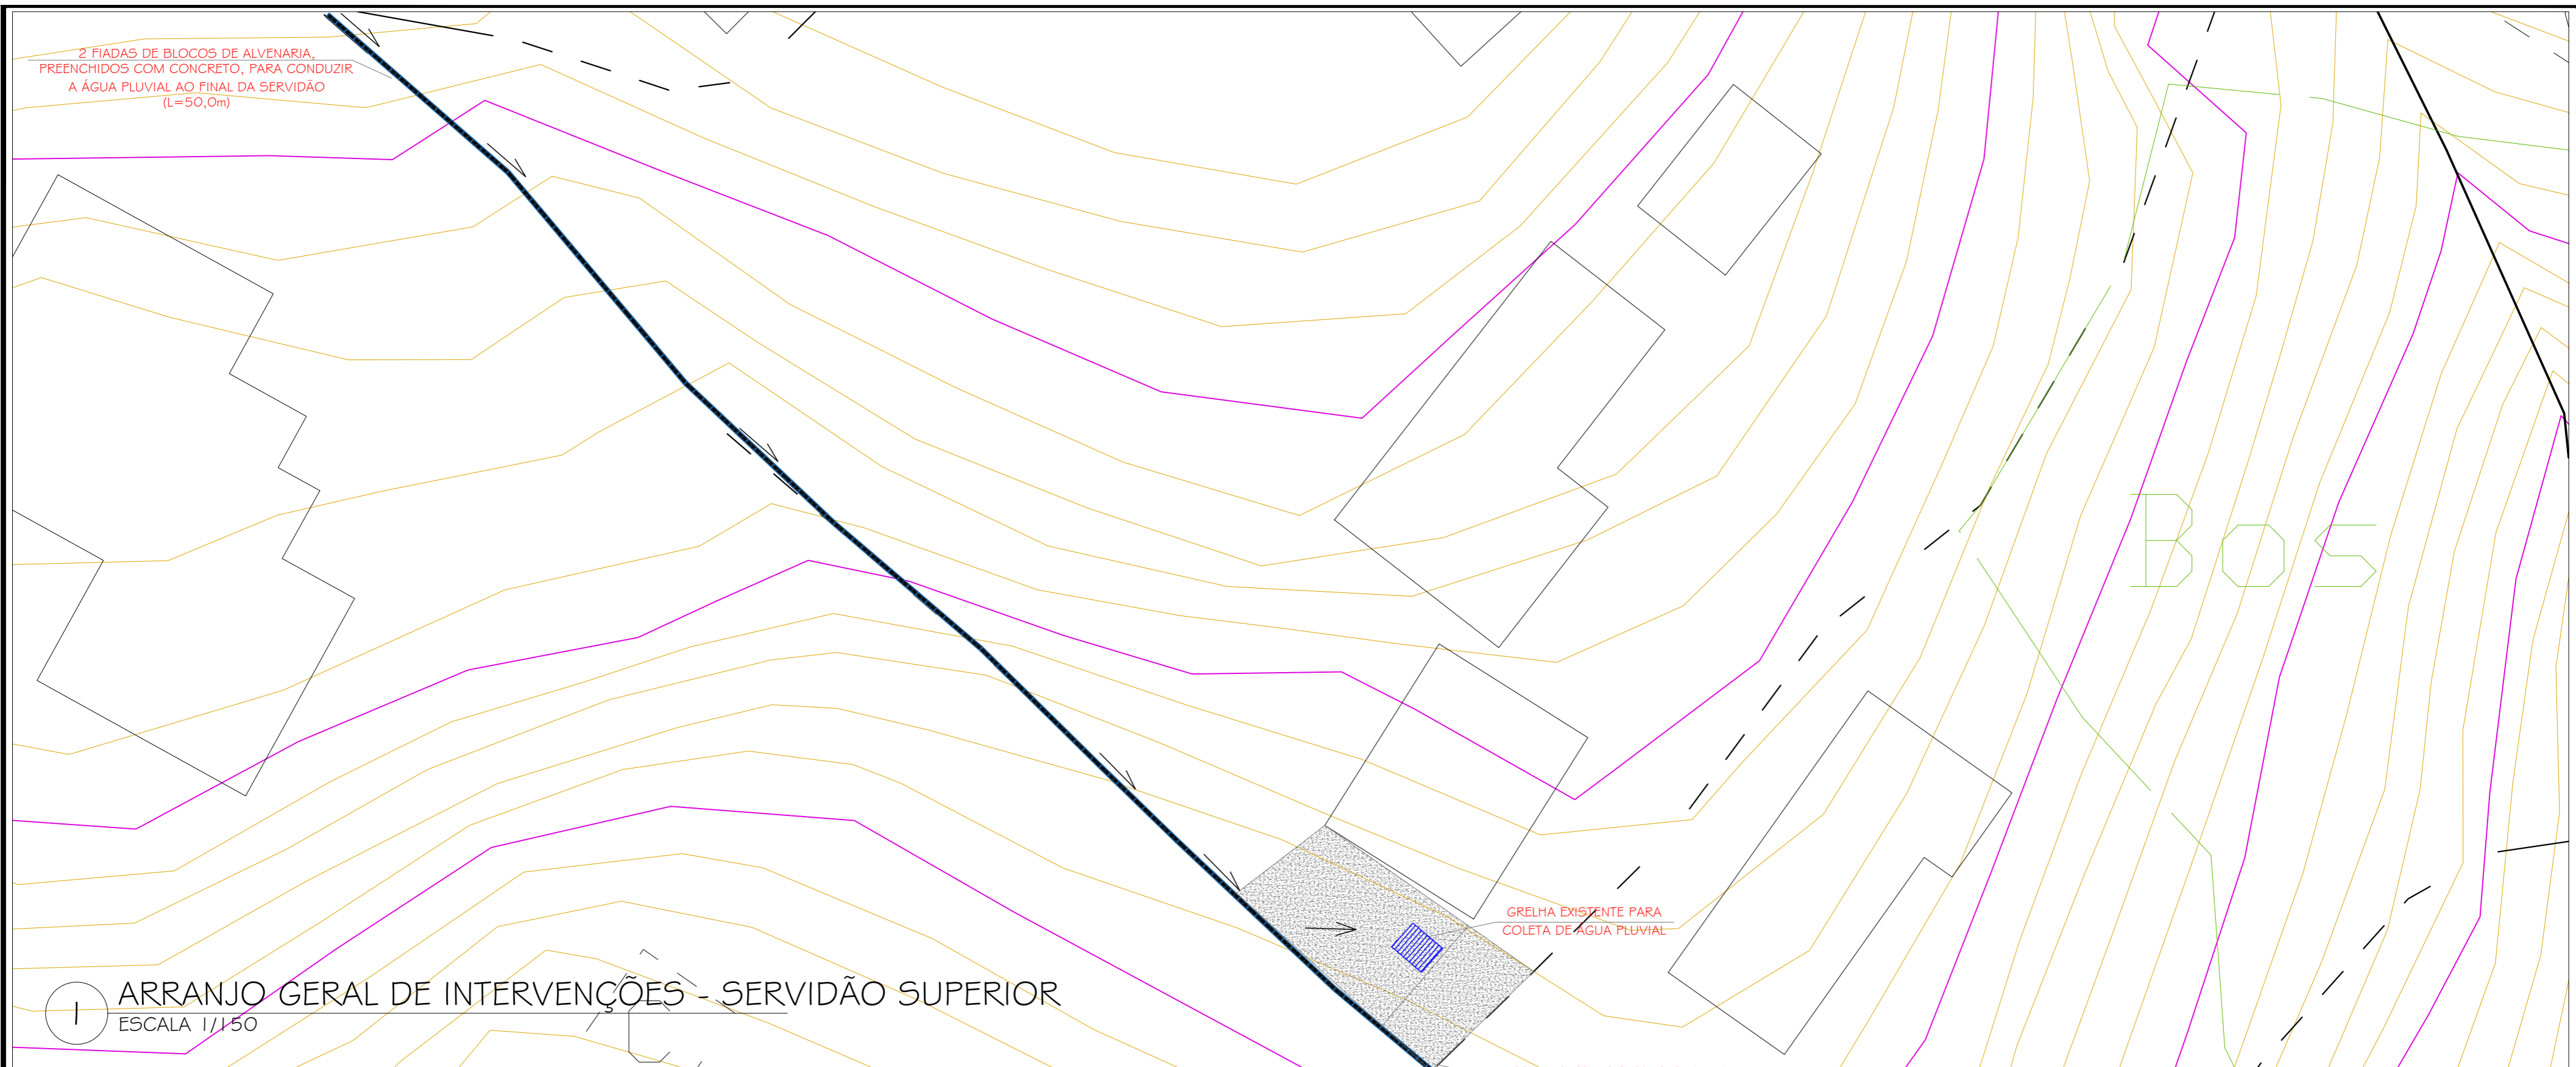 2 FIADAS DE BLOCOS DE ALVENARIA,
PREENCHIDOS COM CONCRETO, PARA CONDUZIR
A ÁGUA PLUVIAL AO FINAL DA SERVIDÃO
(L=50,0m)
Bos
GRELHA EXISTENTE PARA
COLETA DE ÁGUA PLUVIAL
1 ARRANJO GERAL DE INTERVENÇÕES - SERVIDÃO SUPERIOR
ESCALA 1/150